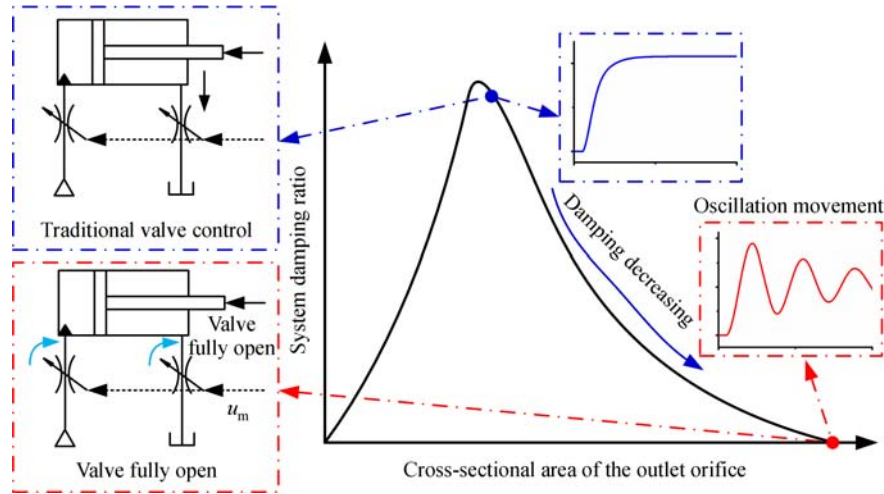 Traditional valve control
Valve
fully open
u_m
Valve fully open
System damping ratio
Cross-sectional area of the outlet orifice
Damping decreasing
Oscillation movement